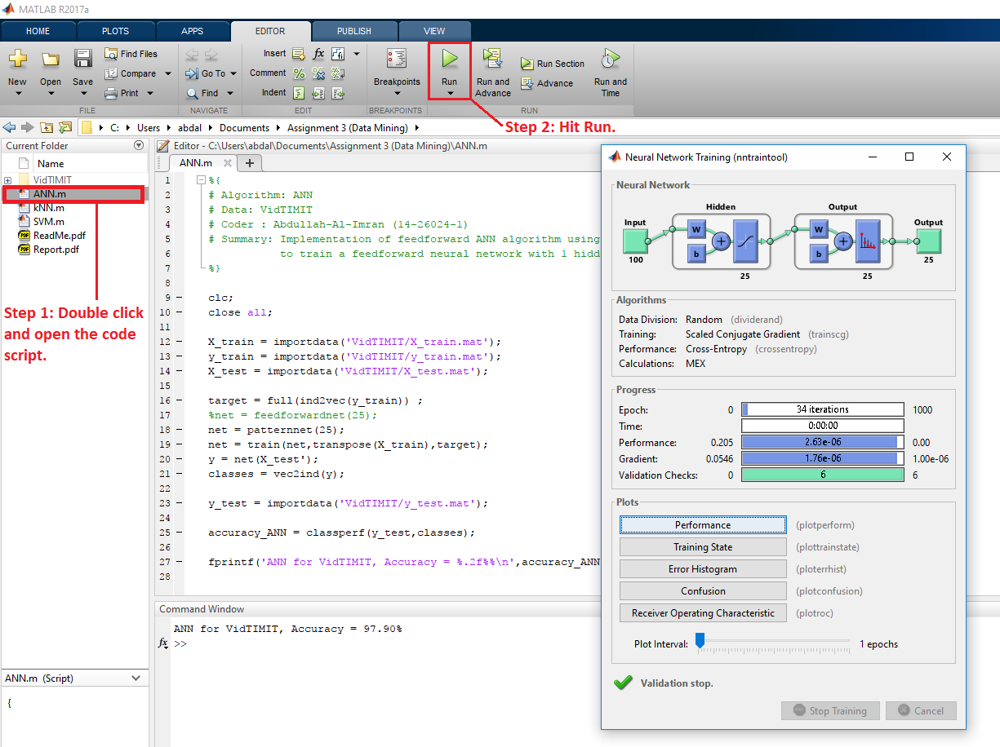 MATLAB R2017a
HOME PLOTS APPS EDITOR PUBLISH VIEW
New Open Save
Find Files
Compare
Print
FILE
Go To
Find
NAVIGATE
Insert fx
Comment
Indent
EDIT
Breakpoints
BREAKPOINTS
Run
Run and Advance
Run Section
Advance
Run and Time
RUN
C: Users abdal Documents Assignment 3 (Data Mining)
Step 2: Hit Run.
Current Folder
Name
VidTIMIT
ANN.m
kNN.m
SVM.m
ReadMe.pdf
Report.pdf
Step 1: Double click
and open the code
script.
ANN.m (Script)
{
Editor - C:\Users\abdal\Documents\Assignment 3 (Data Mining)\ANN.m
ANN.m
1 %{
2 # Algorithm: ANN
3 # Data: VidTIMIT
4 # Coder : Abdullah-Al-Imran (14-26024-1)
5 # Summary: Implementation of feedforward ANN algorithm using
6 to train a feedforward neural network with 1 hidd
7 %}
8
9 clc;
10 close all;
11
12 X_train = importdata('VidTIMIT/X_train.mat');
13 y_train = importdata('VidTIMIT/y_train.mat');
14 X_test = importdata('VidTIMIT/X_test.mat');
15
16 target = full(ind2vec(y_train)) ;
17 %net = feedforwardnet(25);
18 net = patternnet(25);
19 net = train(net,transpose(X_train),target);
20 y = net(X_test');
21 classes = vec2ind(y);
22
23 y_test = importdata('VidTIMIT/y_test.mat');
24
25 accuracy_ANN = classperf(y_test,classes);
26
27 fprintf('ANN for VidTIMIT, Accuracy = %.2f%%\n',accuracy_ANN
28
Command Window
ANN for VidTIMIT, Accuracy = 97.90%
fx >>
Neural Network Training (nntraintool)
Neural Network
Hidden Output
Input Output
W b W b
100 25 25 25
Algorithms
Data Division: Random (dividerand)
Training: Scaled Conjugate Gradient (trainscg)
Performance: Cross-Entropy (crossentropy)
Calculations: MEX
Progress
Epoch: 0 34 iterations 1000
Time: 0:00:00
Performance: 0.205 2.63e-06 0.00
Gradient: 0.0546 1.76e-06 1.00e-06
Validation Checks: 0 6 6
Plots
Performance (plotperform)
Training State (plottrainstate)
Error Histogram (ploterrhist)
Confusion (plotconfusion)
Receiver Operating Characteristic (plotroc)
Plot Interval: 1 epochs
Validation stop.
Stop Training Cancel